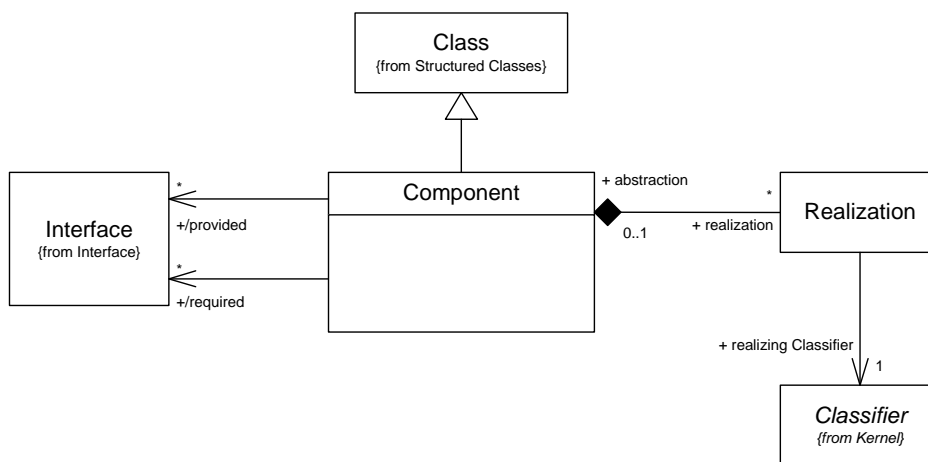 Class
{from Structured Classes}
Component
+ abstraction
*
0..1
+ realization
Realization
*
+/provided
Interface
{from Interface}
*
+/required
+ realizing Classifier
1
Classifier
{from Kernel}